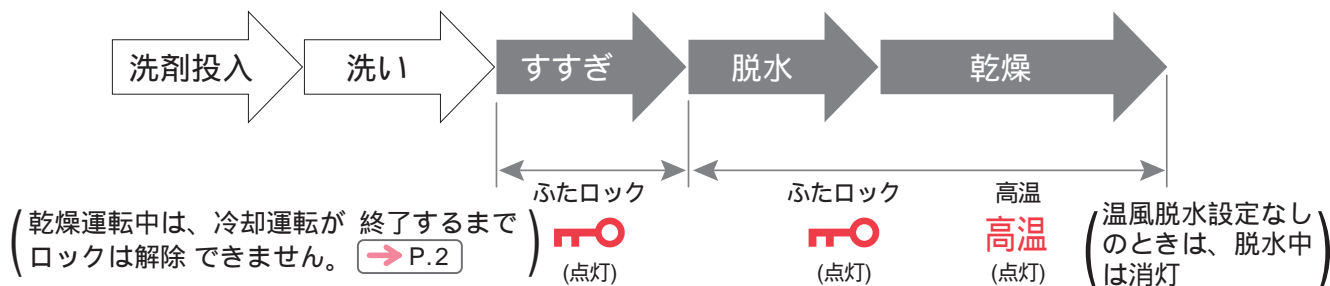 洗剤投入
洗い
すすぎ
脱水
乾燥
ふたロック
(点灯)
ふたロック
(点灯)
高温
高温
(点灯)
(乾燥運転中は、冷却運転が 終了するまで
ロックは解除 できません。 → P.2)
(温風脱水設定なし
のときは、脱水中
は消灯)